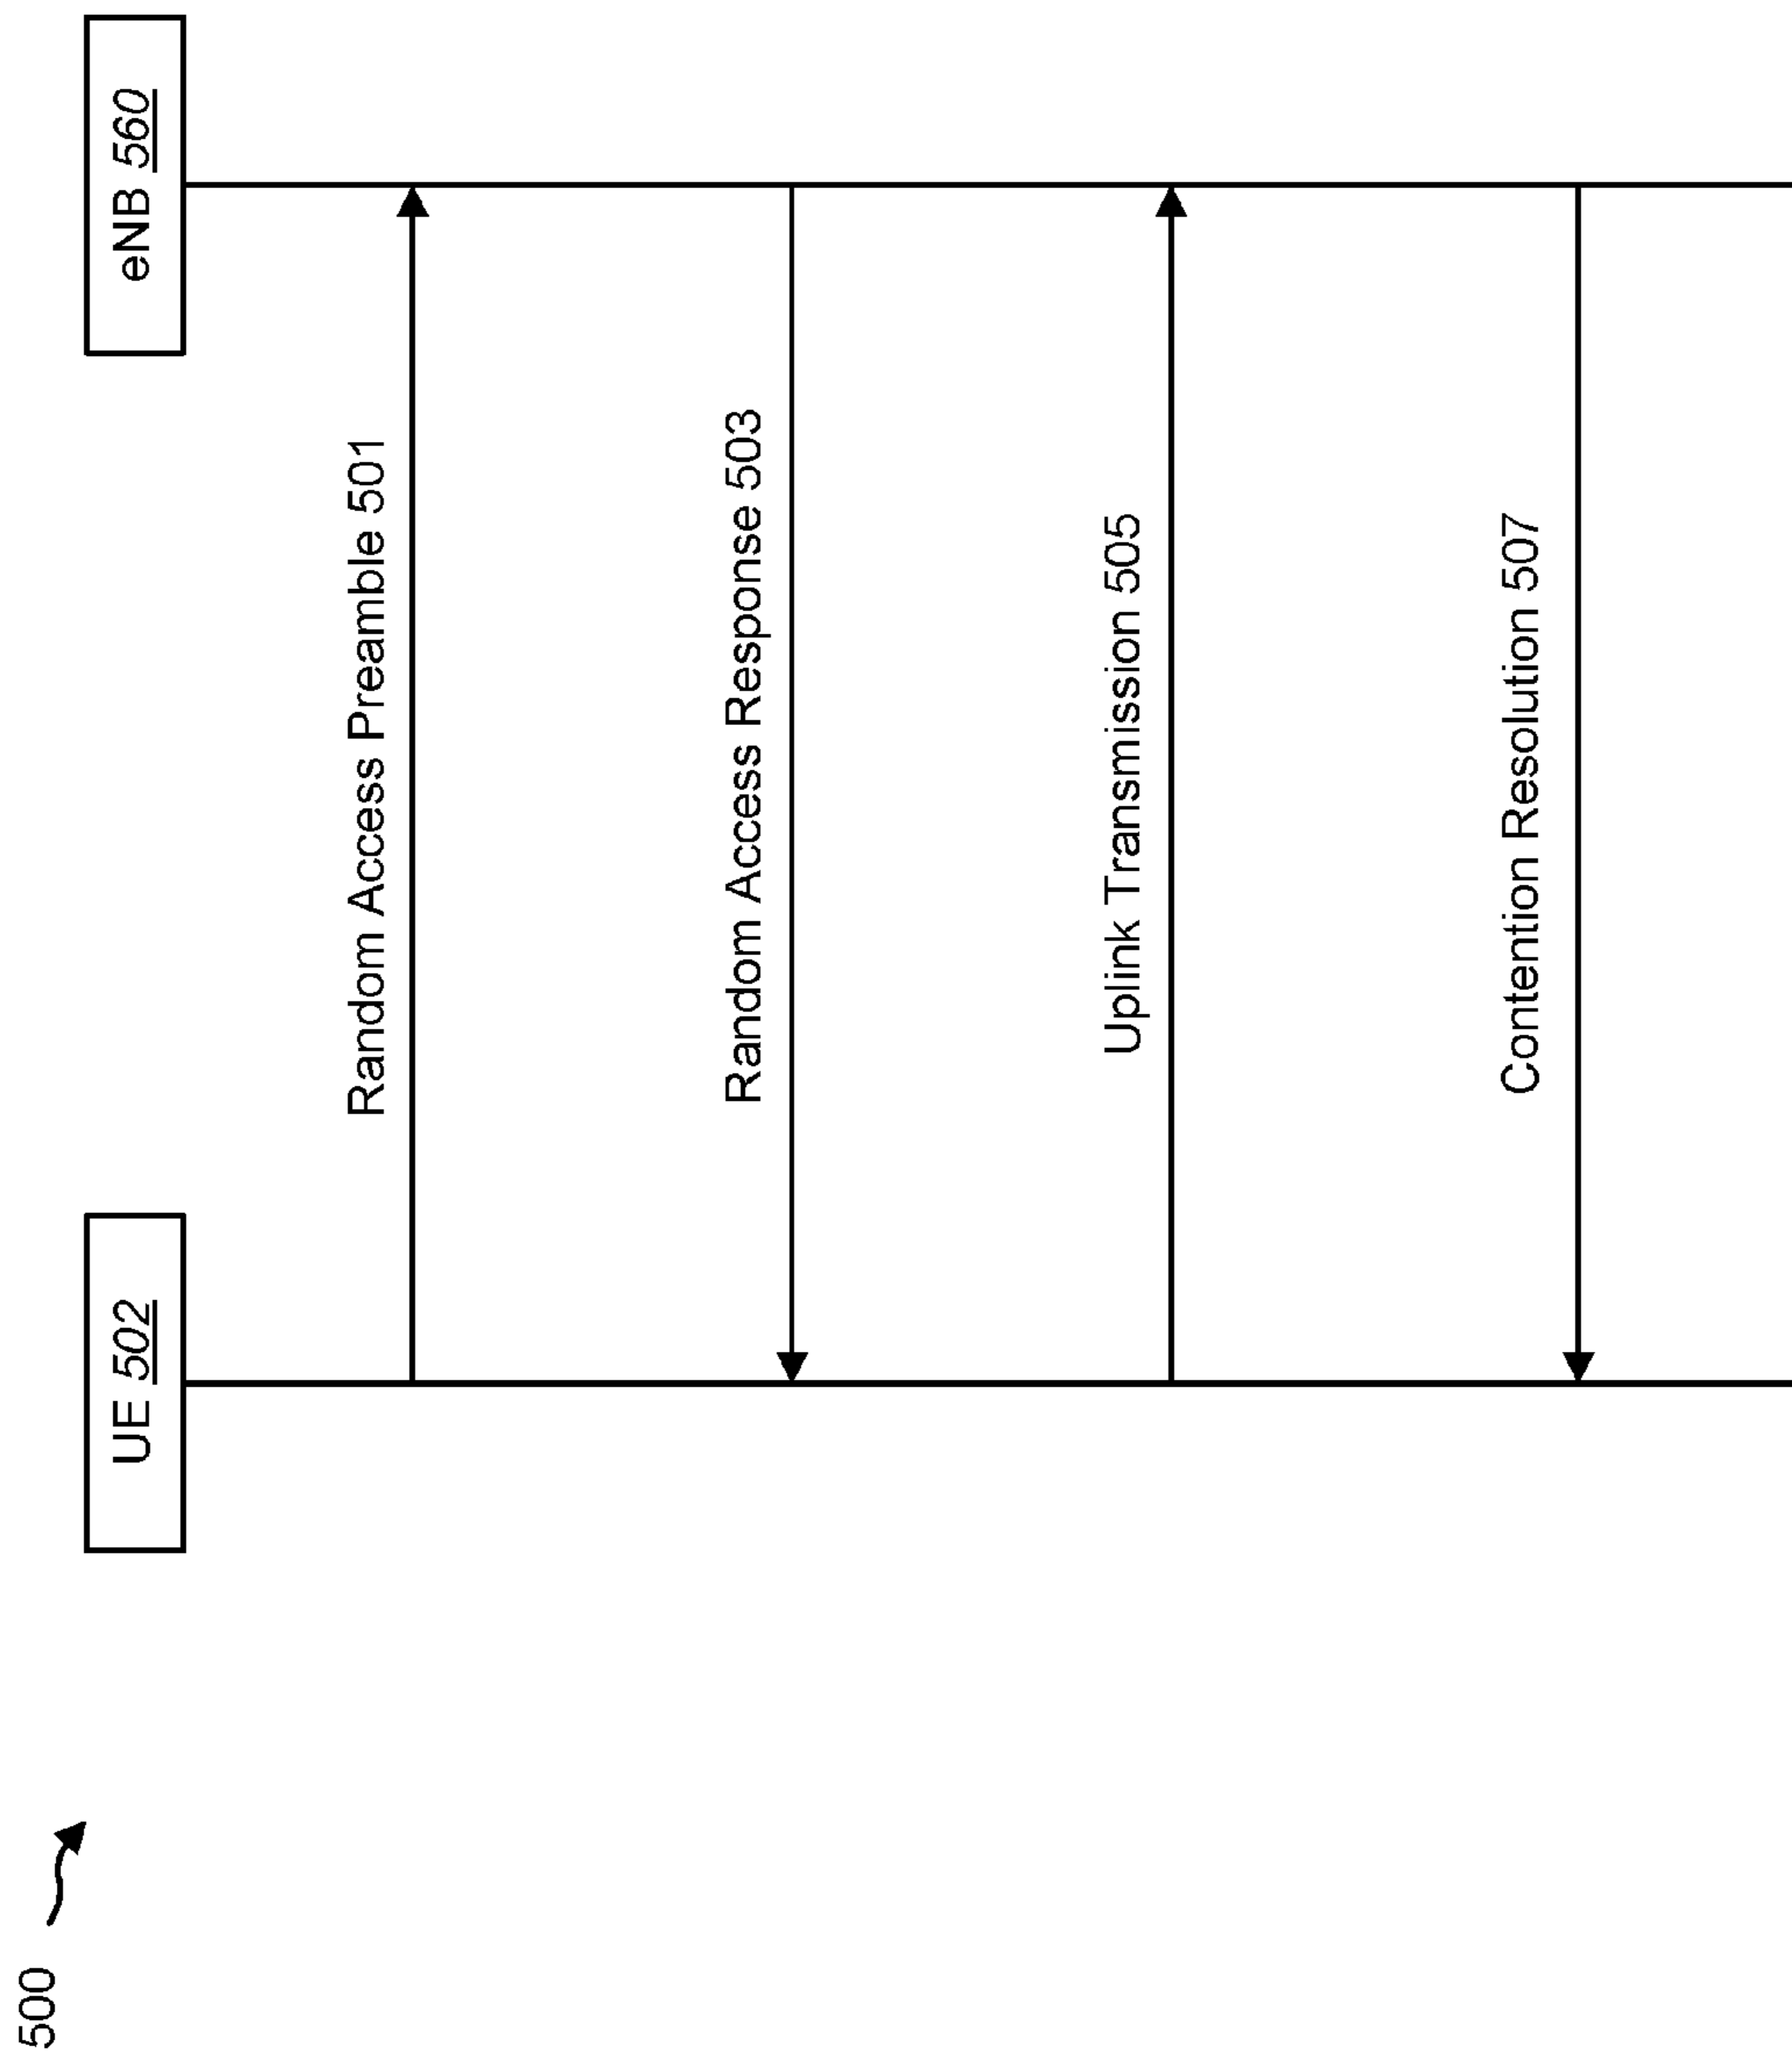 500
UE 502
eNB 560
Random Access Preamble 501
Random Access Response 503
Uplink Transmission 505
Contention Resolution 507